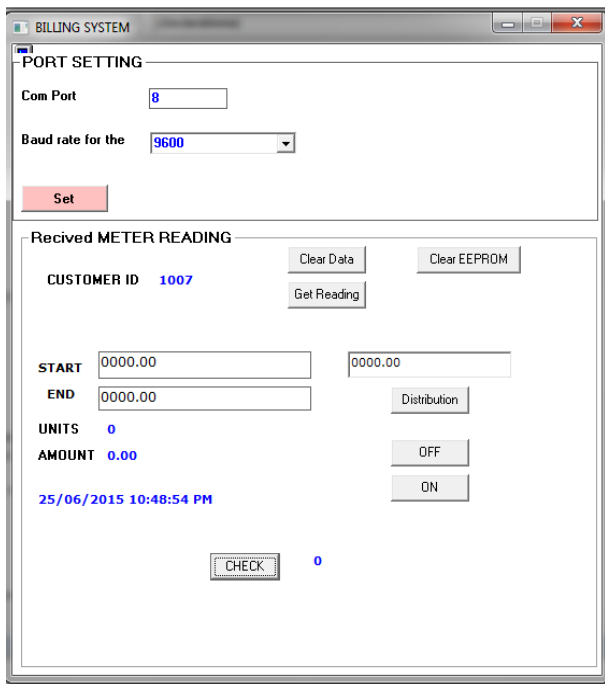 BILLING SYSTEM
PORT SETTING
Com Port 8
Baud rate for the 9600
Set
Recived METER READING
Clear Data Clear EEPROM
CUSTOMER ID 1007
Get Reading
START 0000.00 0000.00
END 0000.00 Distribution
UNITS 0
AMOUNT 0.00 OFF
ON
25/06/2015 10:48:54 PM
CHECK 0